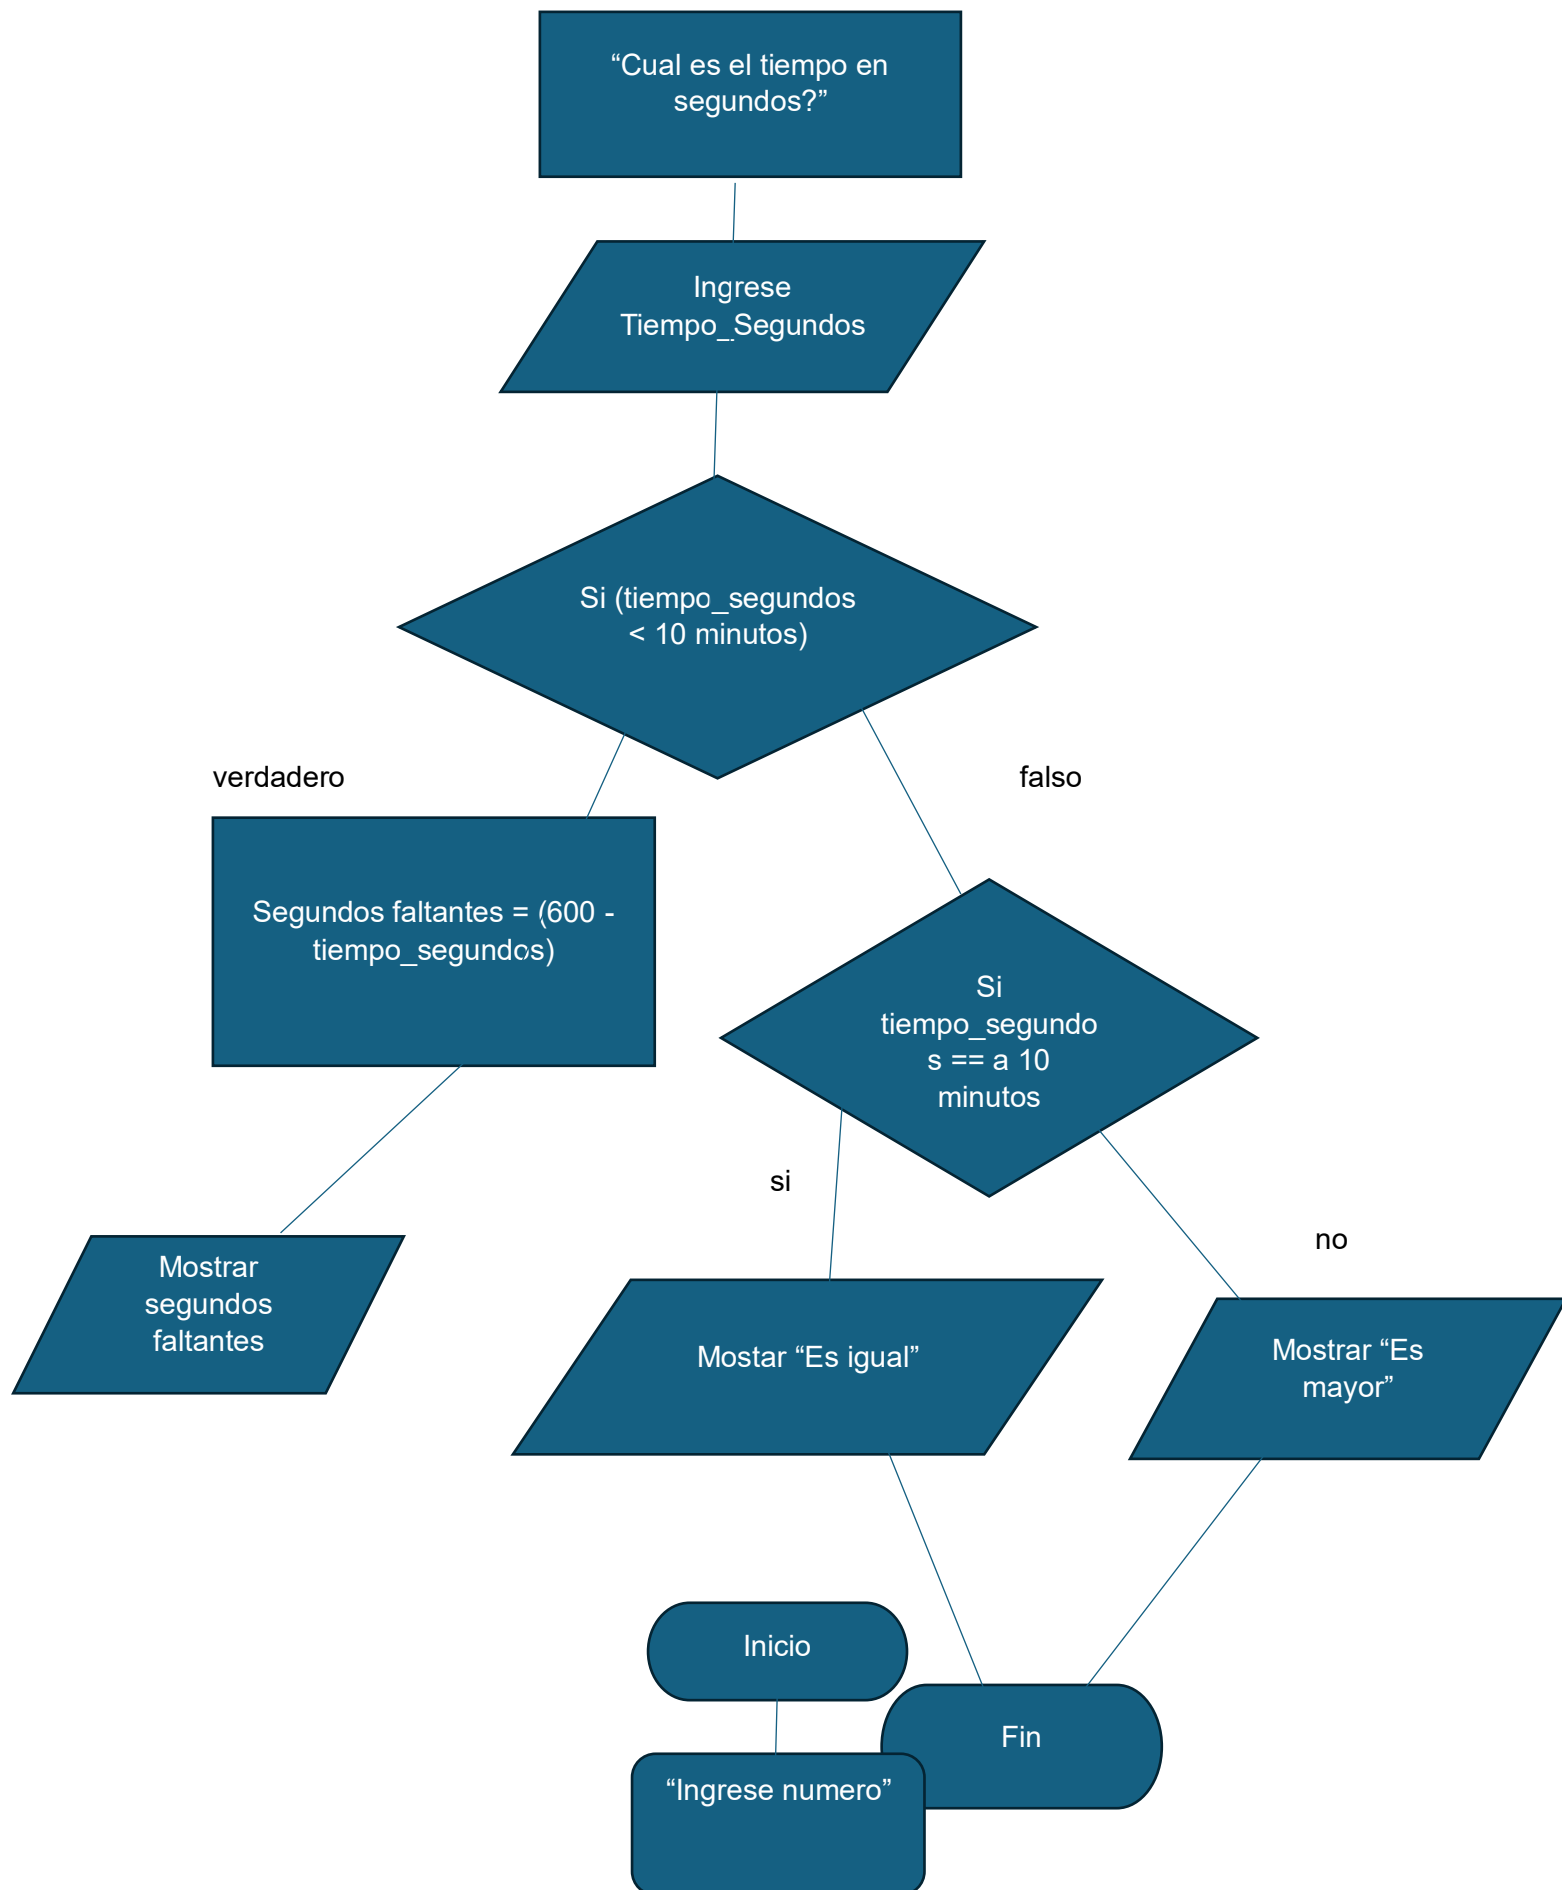 “Cual es el tiempo en
segundos?”
Ingrese
Tiempo_Segundos
Si (tiempo_segundos
< 10 minutos)
verdadero
falso
Segundos faltantes = (600 -
tiempo_segundos)
Si
tiempo_segundo
s == a 10
minutos
si
no
Mostrar
segundos
faltantes
Mostar “Es igual”
Mostrar “Es
mayor”
Inicio
Fin
“Ingrese numero”